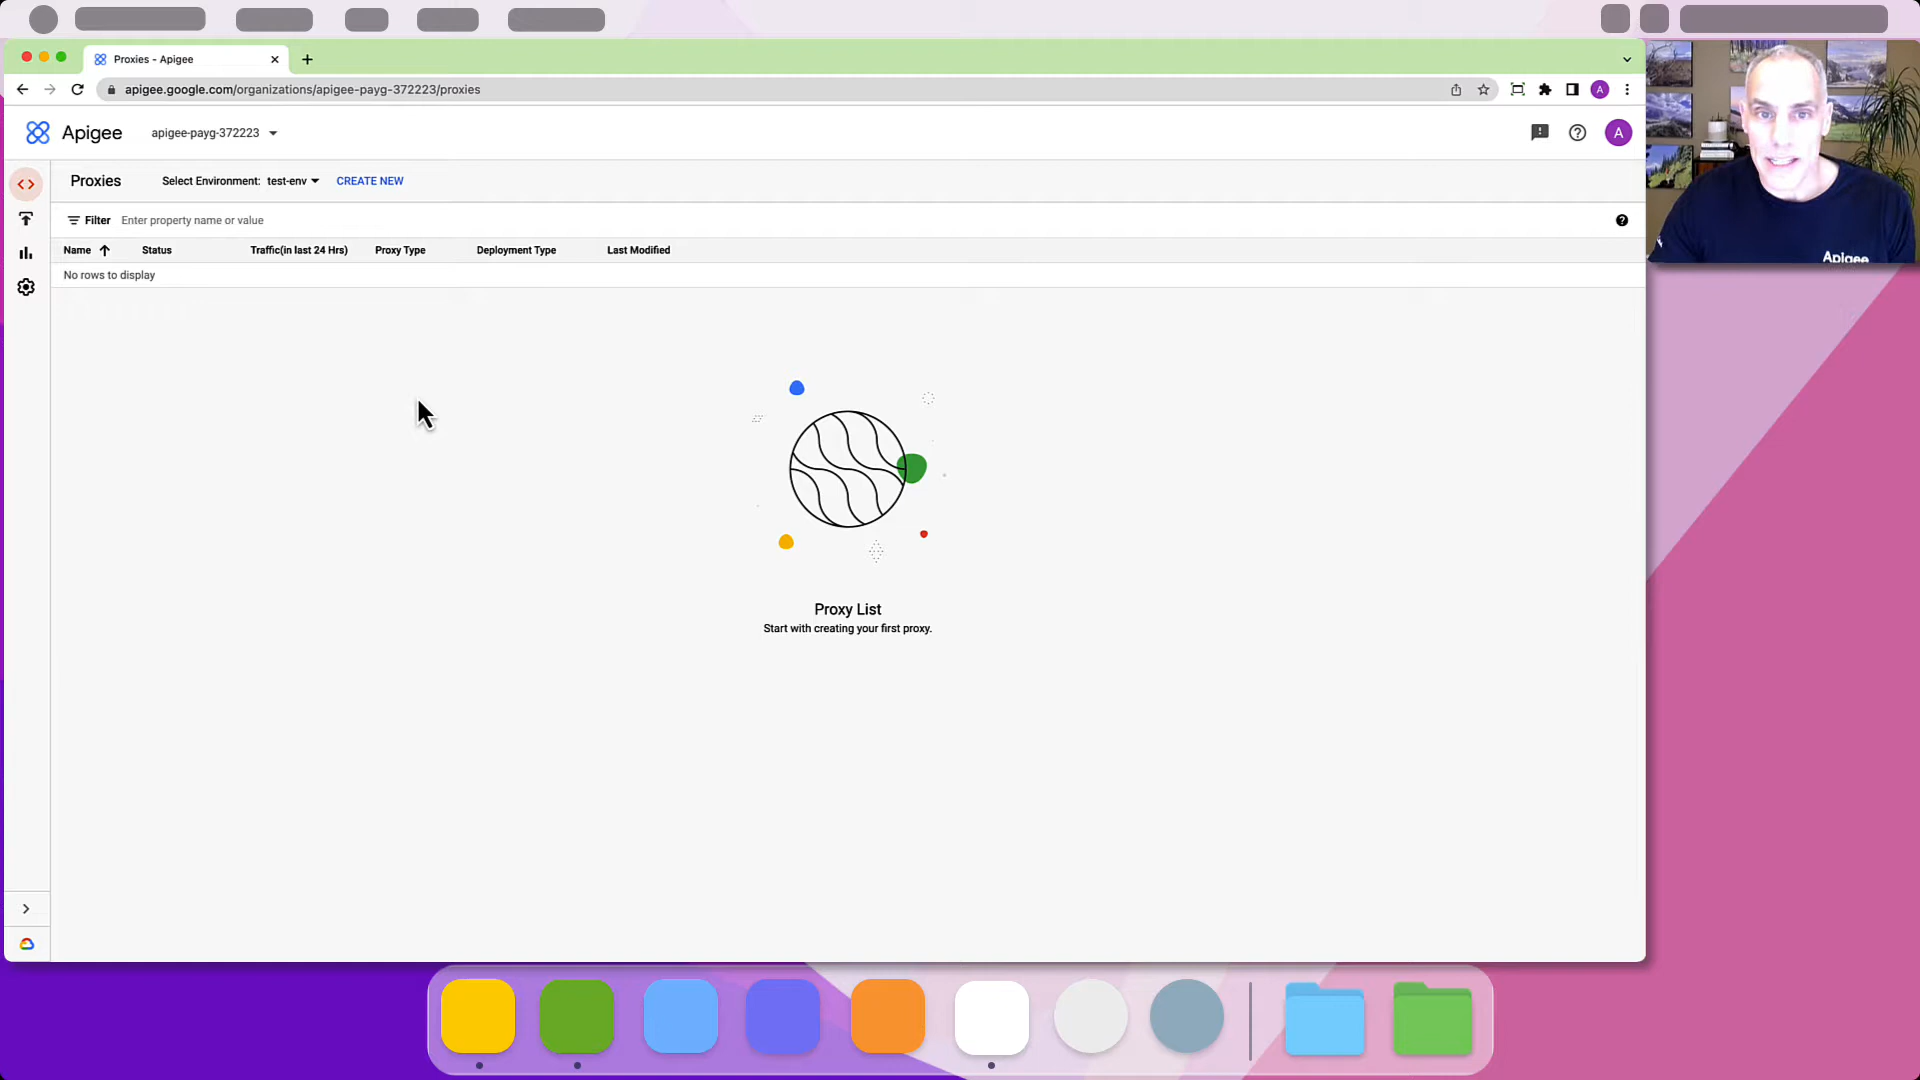 Proxies - Apigee
apigee.google.com/organizations/apigee-payg-372223/proxies
A
Apigee
apigee-payg-372223
A
Proxies
Select Environment: test-env
CREATE NEW
Filter
Enter property name or value
Name
Status
Traffic(in last 24 Hrs)
Proxy Type
Deployment Type
Last Modified
No rows to display
Proxy List
Start with creating your first proxy.
Apigee